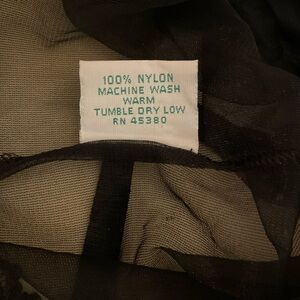 100% NYLON
MACHINE WASH
WARM
TUMBLE DRY LOW
RN 45380